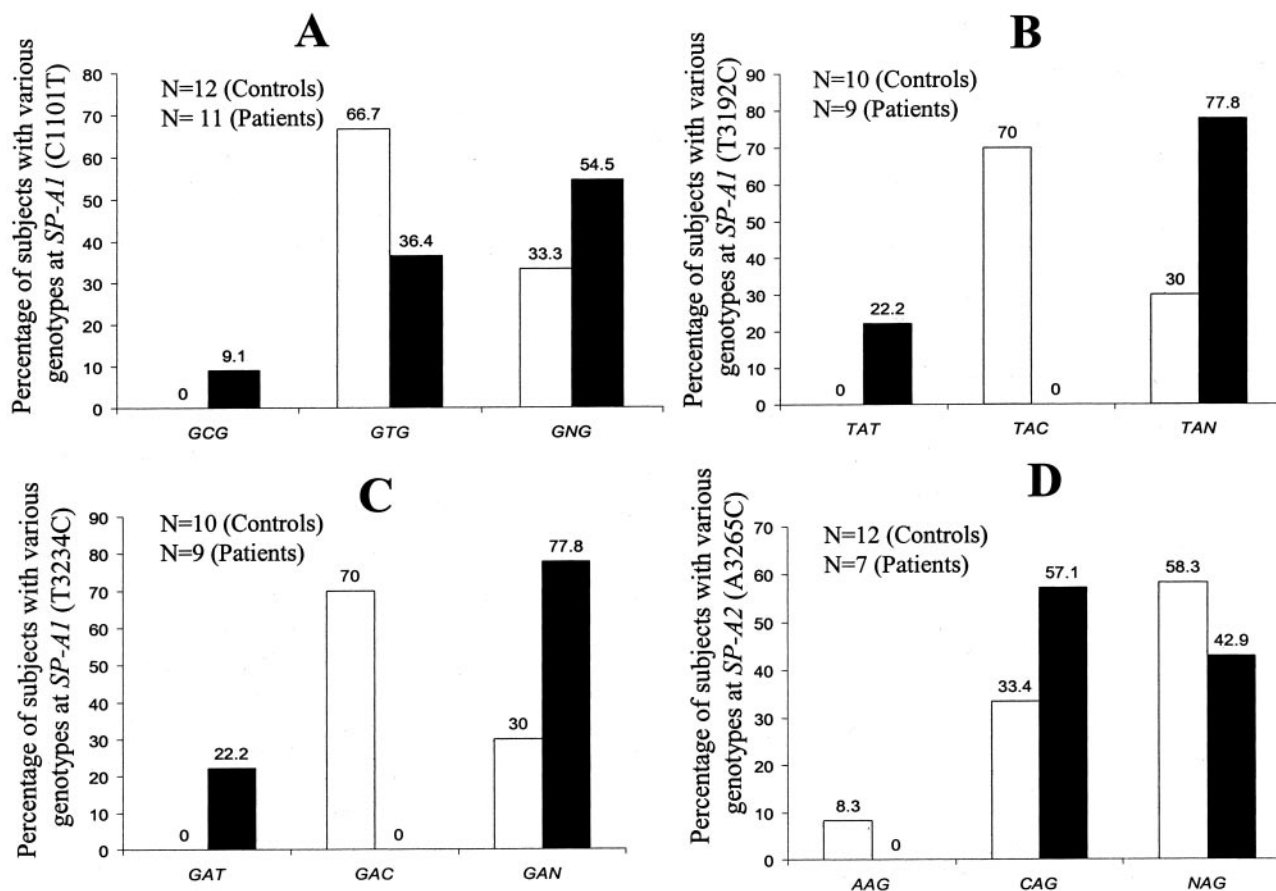 A
Percentage of subjects with various
genotypes at SP-A1 (C1101T)
N=12 (Controls)
N= 11 (Patients)
80
70
60
50
40
30
20
10
0
0
9.1
66.7
36.4
33.3
54.5
GCG GTG GNG
B
Percentage of subjects with various
genotypes at SP-A1 (T3192C)
N=10 (Controls)
N=9 (Patients)
90
80
70
60
50
40
30
20
10
0
0
22.2
70
0
30
77.8
TAT TAC TAN
C
Percentage of subjects with various
genotypes at SP-A1 (T3234C)
N=10 (Controls)
N=9 (Patients)
90
80
70
60
50
40
30
20
10
0
0
22.2
70
0
30
77.8
GAT GAC GAN
D
Percentage of subjects with various
genotypes at SP-A2 (A3265C)
N=12 (Controls)
N=7 (Patients)
70
60
50
40
30
20
10
0
8.3
0
33.4
57.1
58.3
42.9
AAG CAG NAG